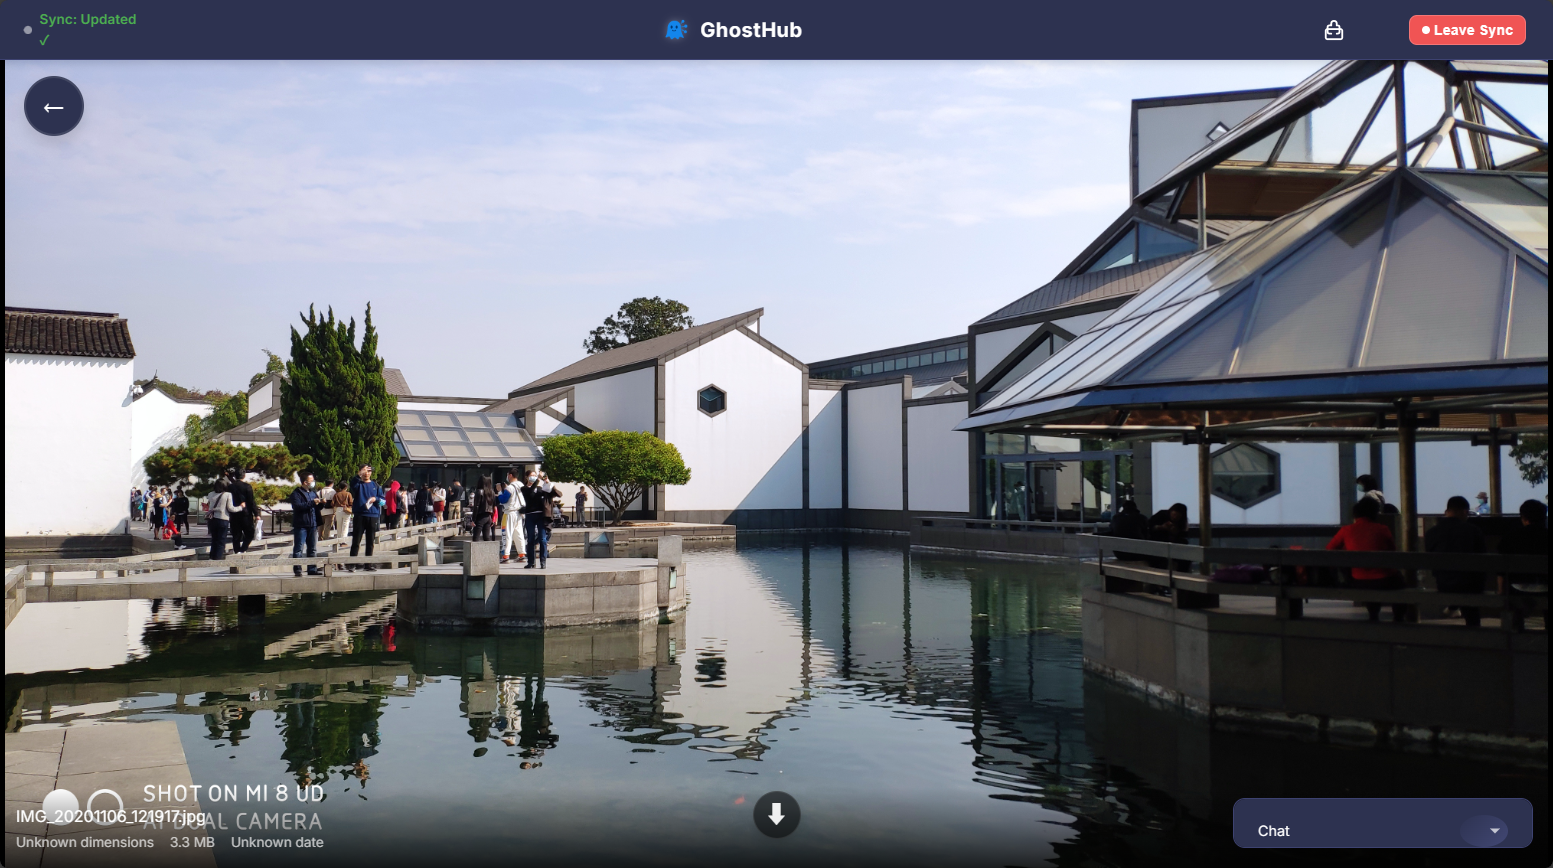 Sync: Updated
✓
GhostHub
Leave Sync
SHOT ON MI 8 UD
AI DUAL CAMERA
IMG_20201106_121917.jpg
Unknown dimensions 3.3 MB Unknown date
Chat